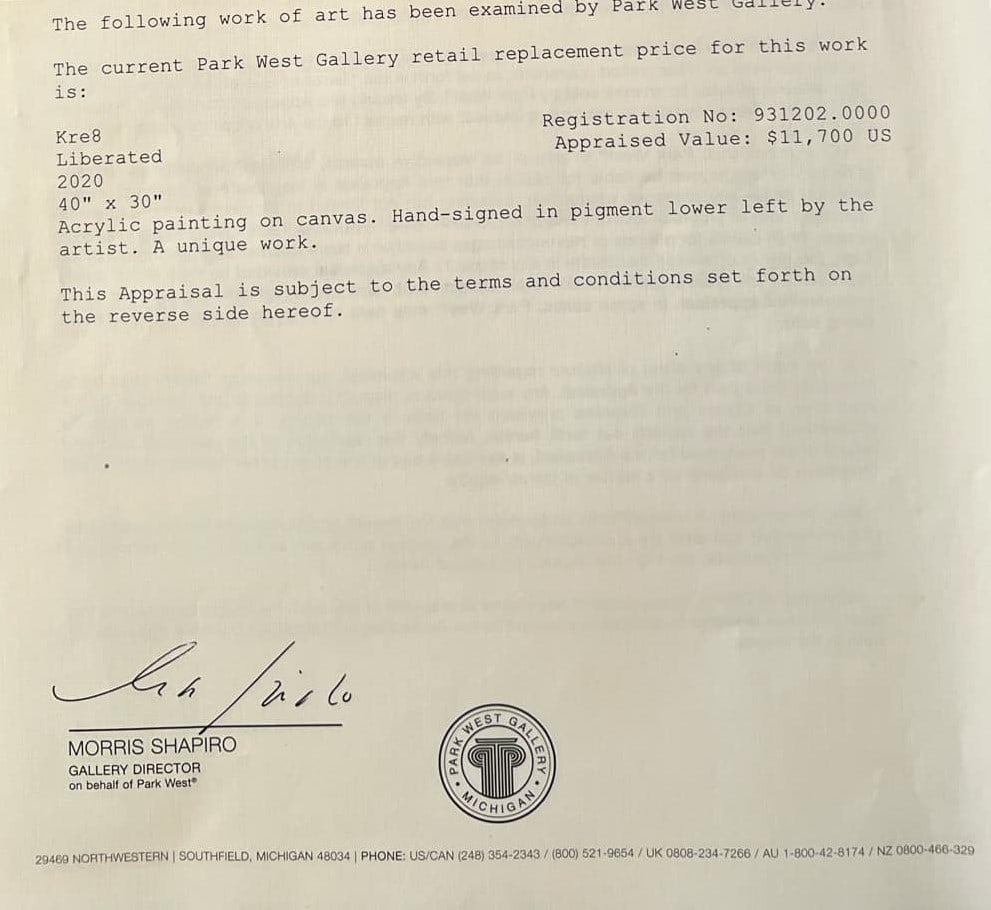 The following work of art has been examined by Park West Gallery.
The current Park West Gallery retail replacement price for this work
is:
Registration No: 931202.0000
Appraised Value: $11,700 US
Kre8
Liberated
2020
40" x 30"
Acrylic painting on canvas. Hand-signed in pigment lower left by the
artist. A unique work.
This Appraisal is subject to the terms and conditions set forth on
the reverse side hereof.
MORRIS SHAPIRO
GALLERY DIRECTOR
on behalf of Park West®
PARK WEST GALLERY • MICHIGAN •
29469 NORTHWESTERN | SOUTHFIELD, MICHIGAN 48034 | PHONE: US/CAN (248) 354-2343 / (800) 521-9654 / UK 0808-234-7266 / AU 1-800-42-8174 / NZ 0800-466-329